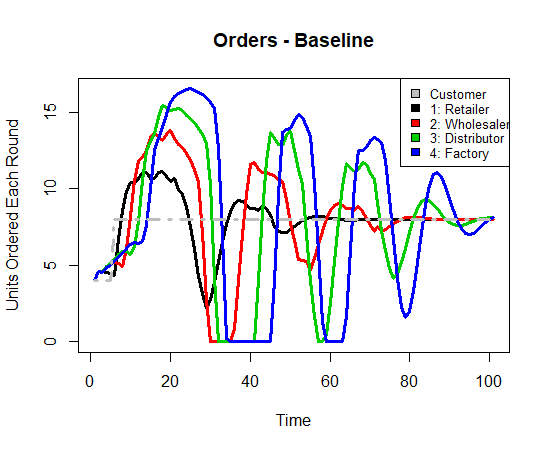 Orders - Baseline
Units Ordered Each Round
15
10
5
0
Customer
1: Retailer
2: Wholesaler
3: Distributor
4: Factory
0 20 40 60 80 100
Time